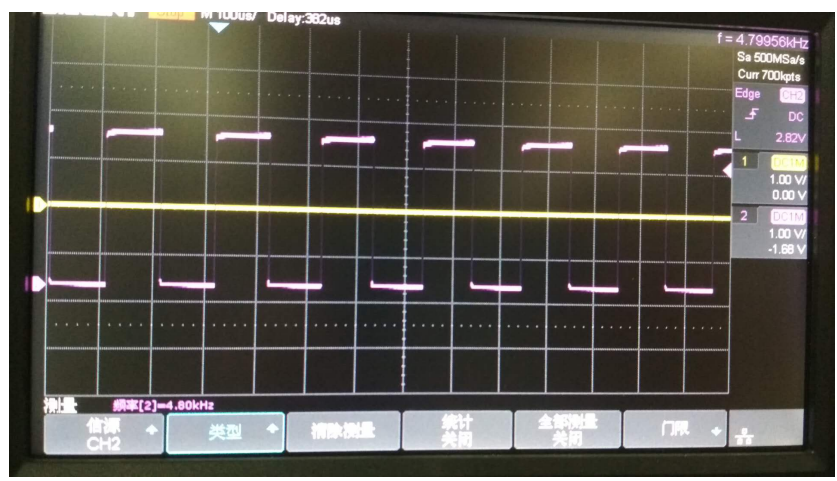 Stop M 100us/ Delay:382us
f = 4.79956kHz
Sa 500MSa/s
Curr 700kpts
Edge CH2
DC
L 2.82V
1 DC1M
1.00 V/
0.00 V
2 DC1M
1.00 V/
-1.68 V
测量 频率[2]=4.80kHz
信源 类型 清除测量 统计 全部测量 门限
CH2 关闭 关闭